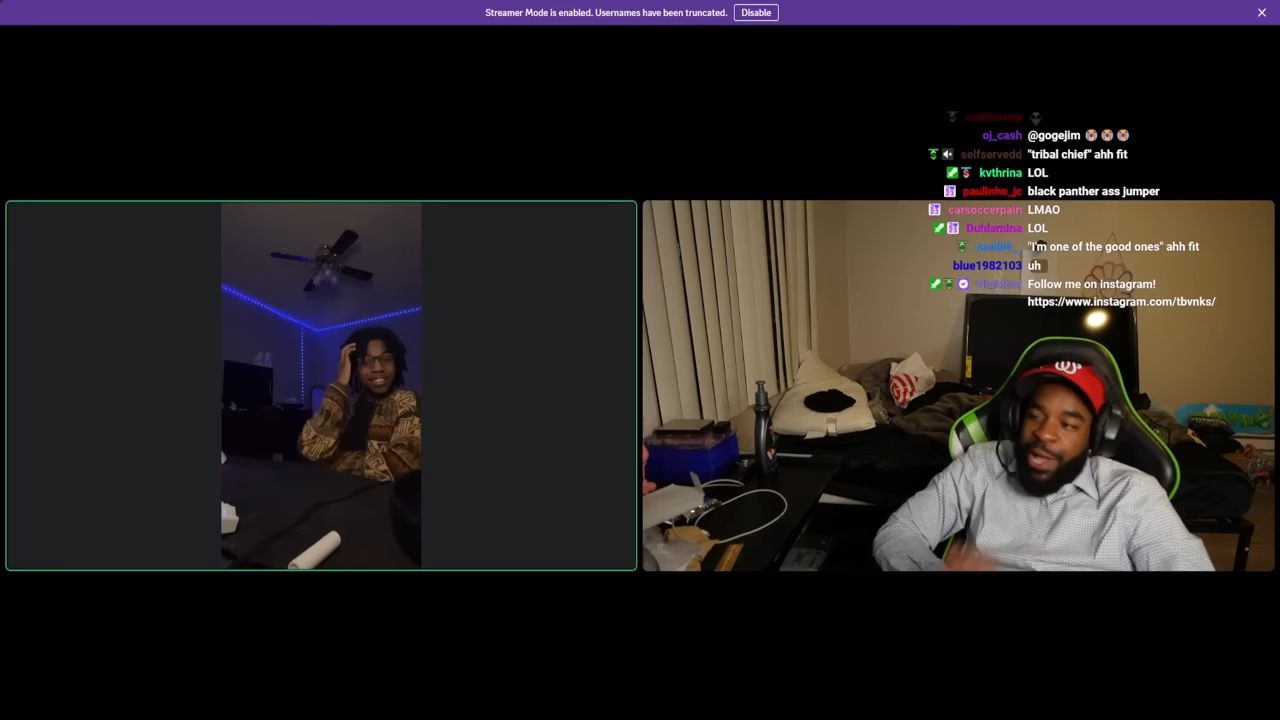 Streamer Mode is enabled. Usernames have been truncated. Disable
oj_cash @gogejim
selfservedd "tribal chief" ahh fit
kvthrina LOL
paulinho_jc black panther ass jumper
carsoccerpain LMAO
Duhlamina LOL
"I'm one of the good ones" ahh fit
blue1982103 uh
Nightbot Follow me on instagram!
https://www.instagram.com/tbvnks/